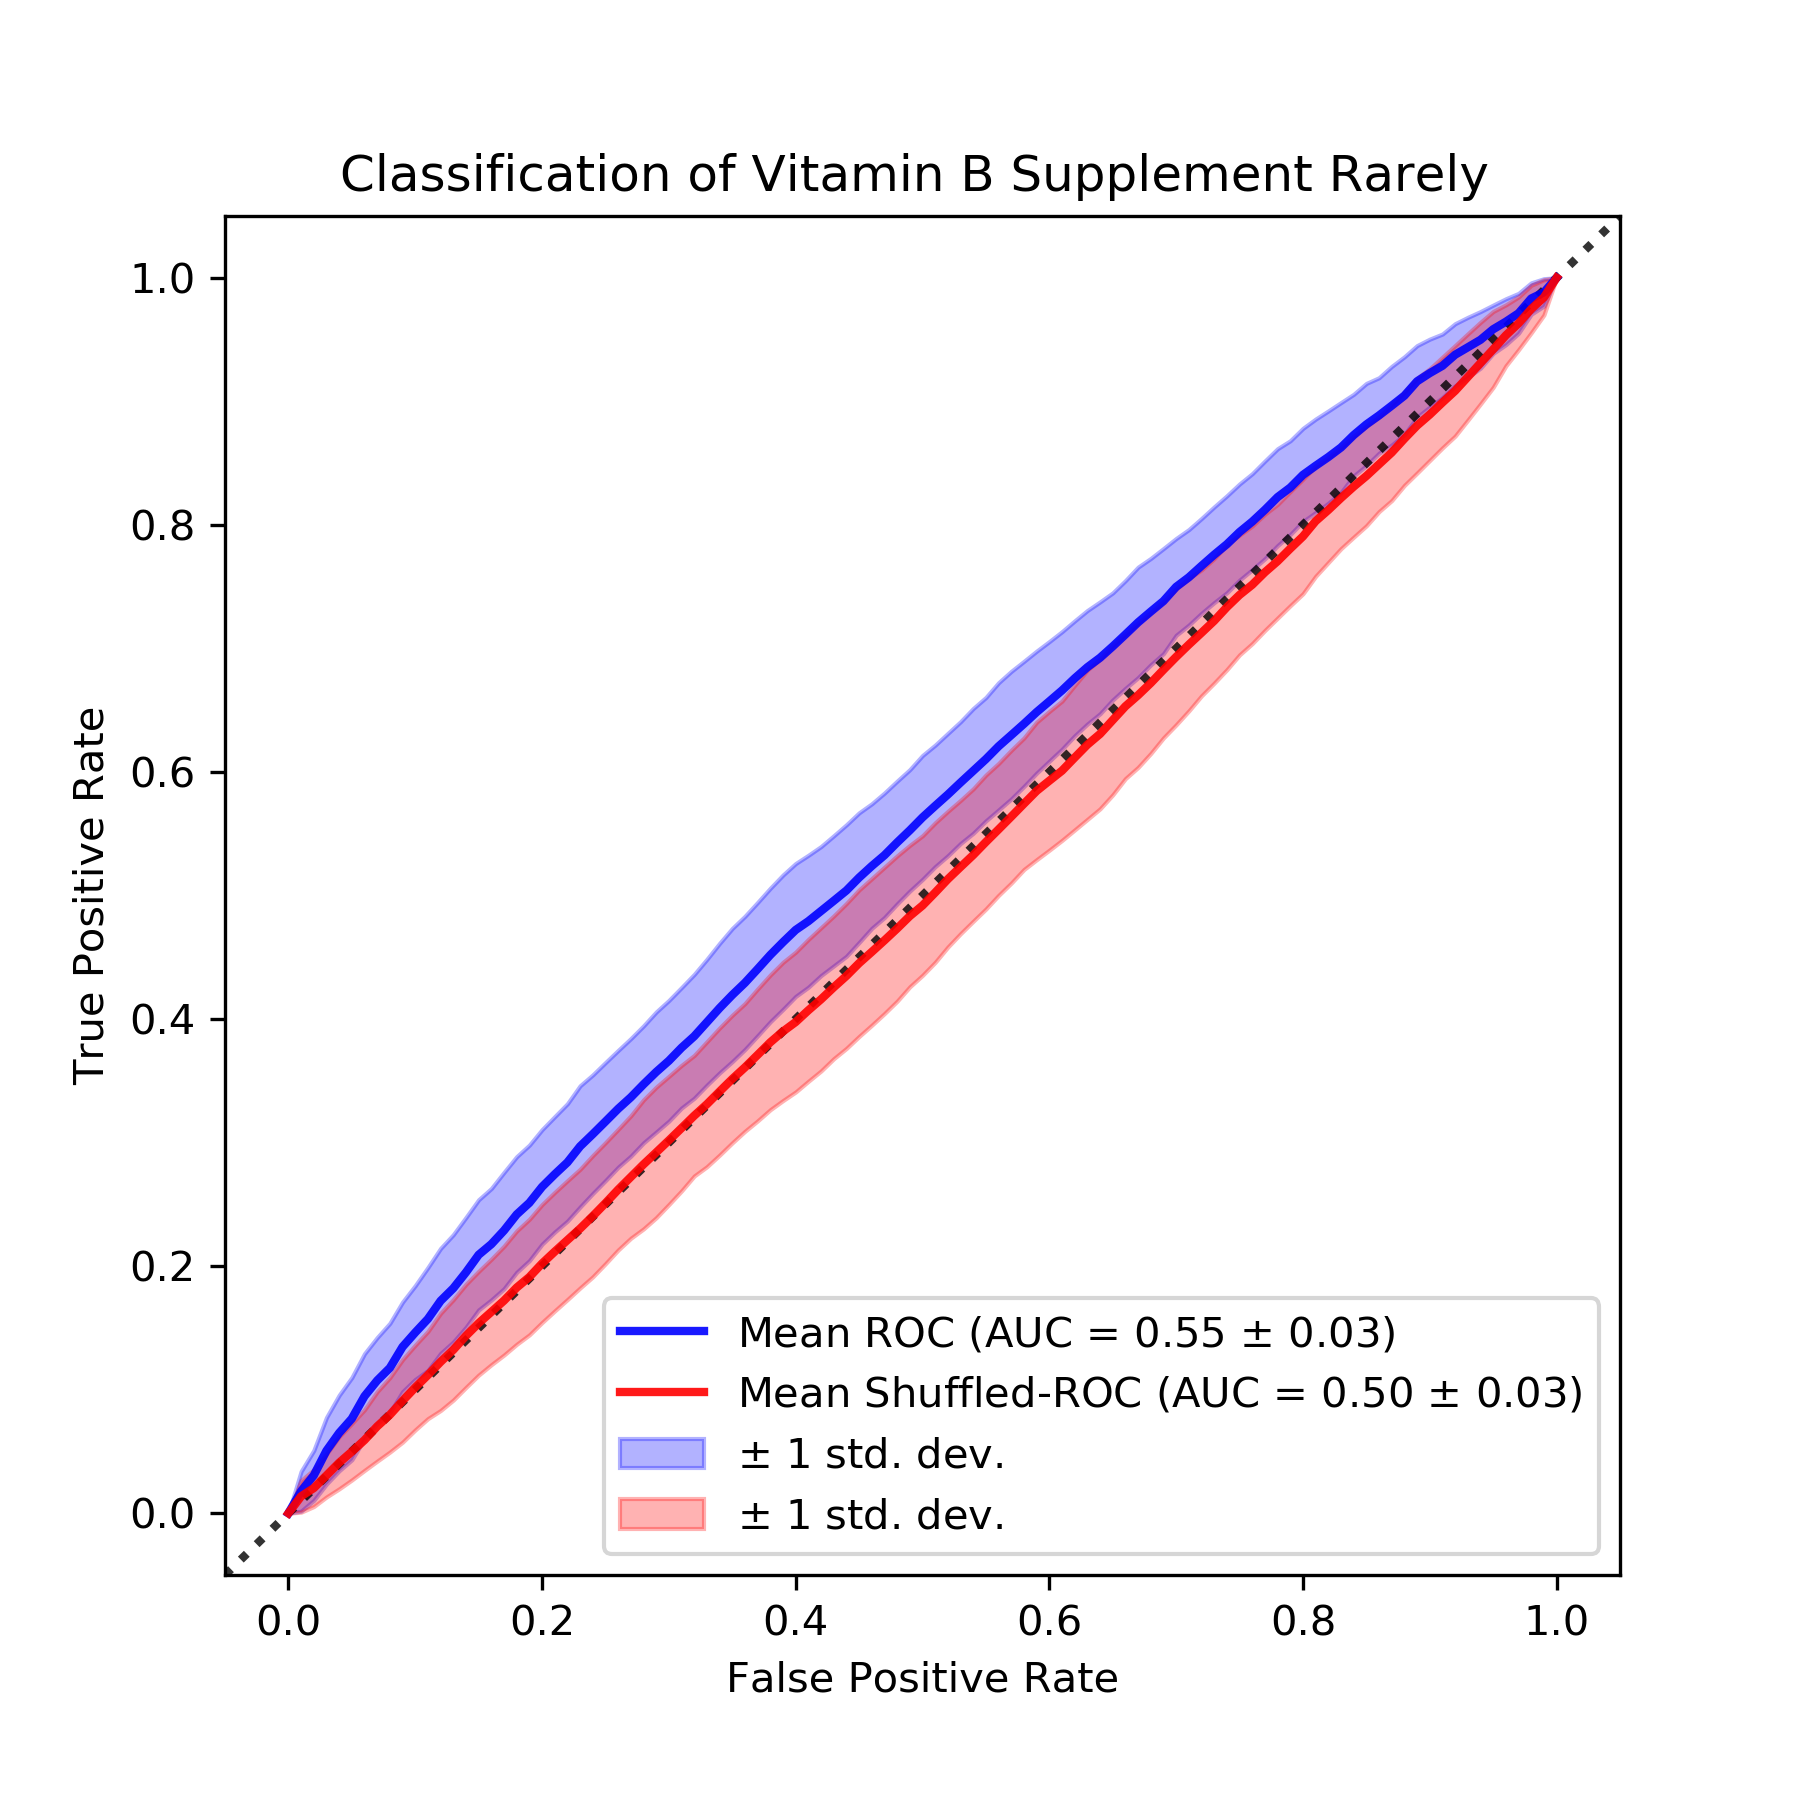 Classification of Vitamin B Supplement Rarely
True Positive Rate
1.0
0.8
0.6
0.4
0.2
0.0
Mean ROC (AUC = 0.55 ± 0.03)
Mean Shuffled-ROC (AUC = 0.50 ± 0.03)
± 1 std. dev.
± 1 std. dev.
0.0 0.2 0.4 0.6 0.8 1.0
False Positive Rate